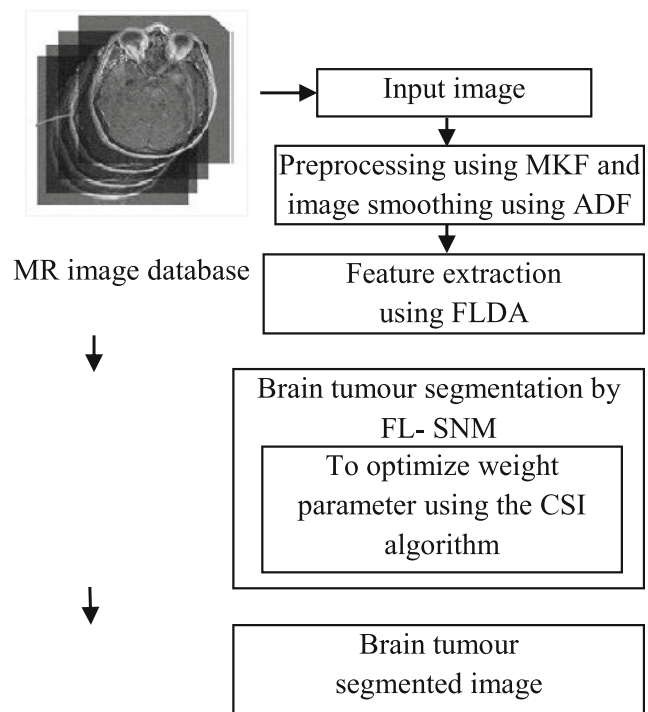 Input image
Preprocessing using MKF and
image smoothing using ADF
MR image database
Feature extraction
using FLDA
Brain tumour segmentation by
FL- SNM
To optimize weight
parameter using the CSI
algorithm
Brain tumour
segmented image